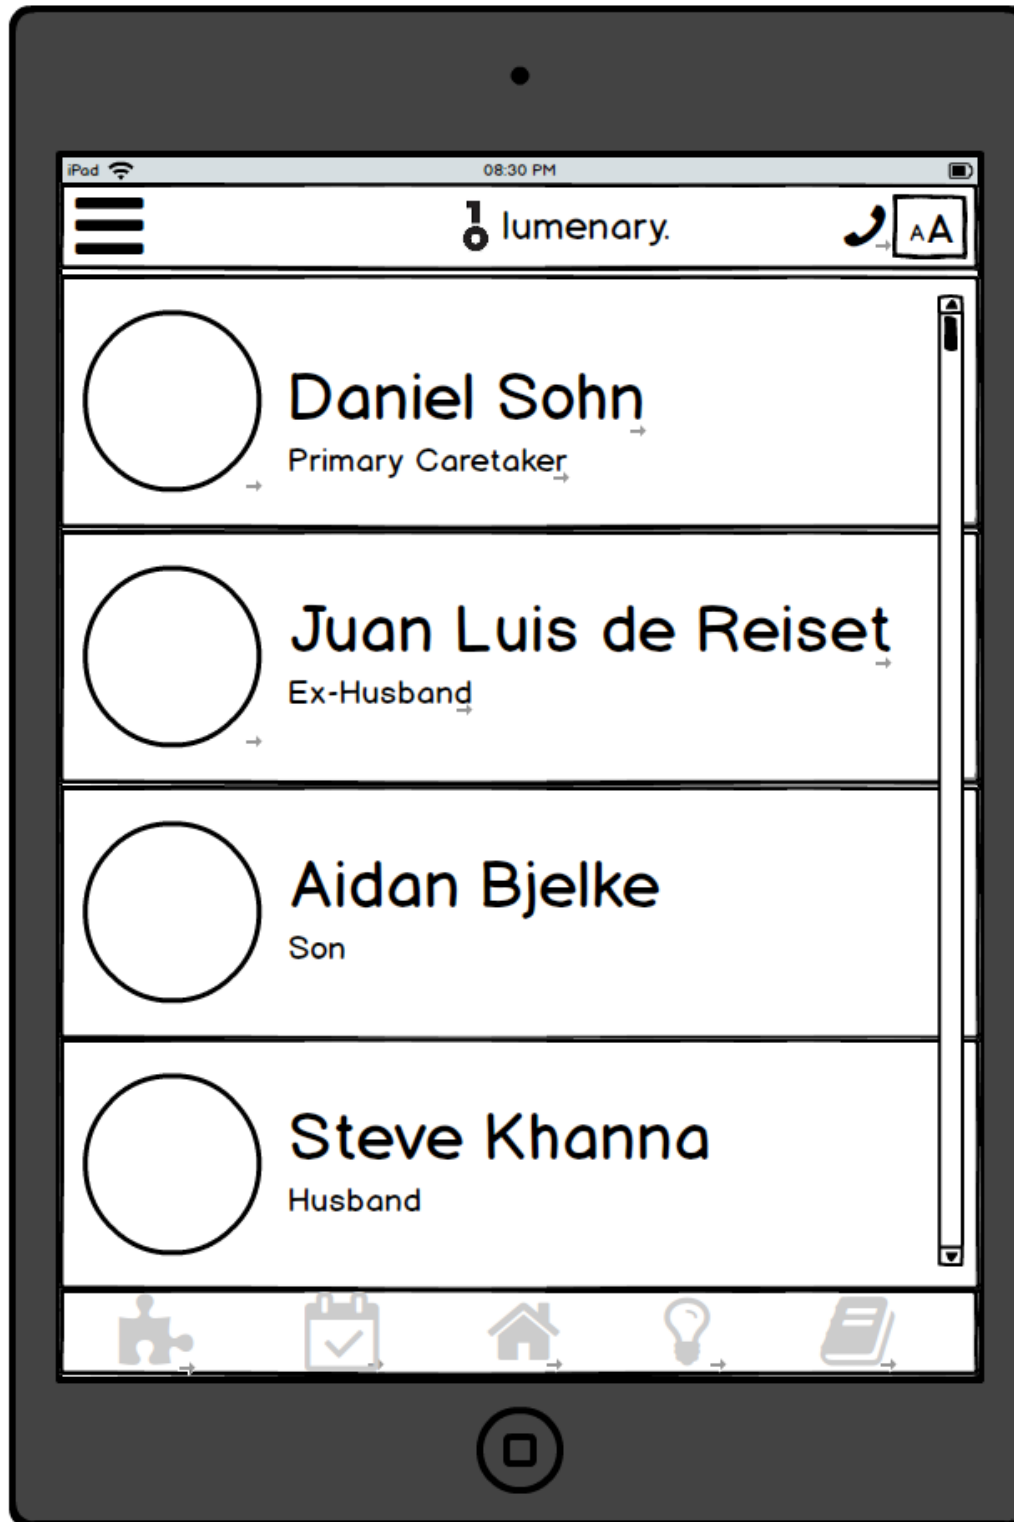 iPad
08:30 PM
lumenary.
AA
Daniel Sohn
Primary Caretaker
Juan Luis de Reiset
Ex-Husband
Aidan Bjelke
Son
Steve Khanna
Husband